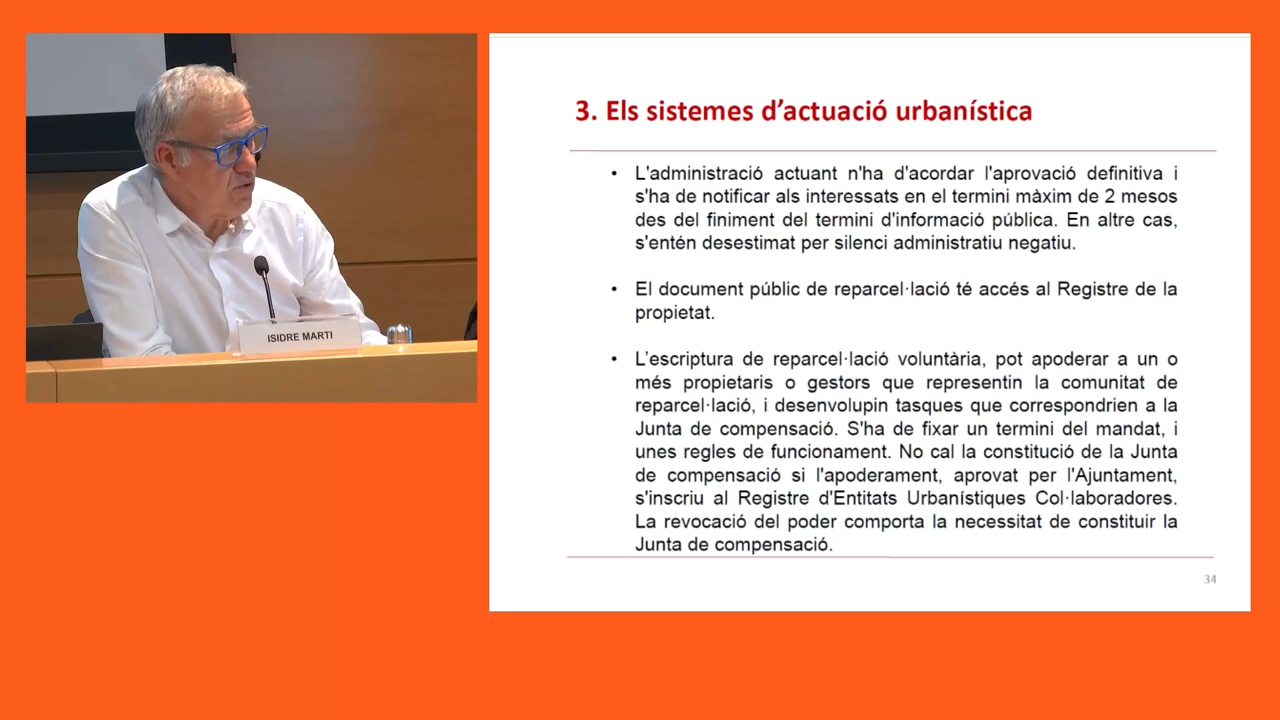 ISIDRE MARTI
3. Els sistemes d'actuació urbanística
• L'administració actuant n'ha d'acordar l'aprovació definitiva i
s'ha de notificar als interessats en el termini màxim de 2 mesos
des del finiment del termini d'informació pública. En altre cas,
s'entén desestimat per silenci administratiu negatiu.
• El document públic de reparcel·lació té accés al Registre de la
propietat.
• L’escriptura de reparcel·lació voluntària, pot apoderar a un o
més propietaris o gestors que representin la comunitat de
reparcel·lació, i desenvolupin tasques que correspondrien a la
Junta de compensació. S'ha de fixar un termini del mandat, i
unes regles de funcionament. No cal la constitució de la Junta
de compensació si l'apoderament, aprovat per l'Ajuntament,
s'inscriu al Registre d'Entitats Urbanístiques Col·laboradores.
La revocació del poder comporta la necessitat de constituir la
Junta de compensació.
34